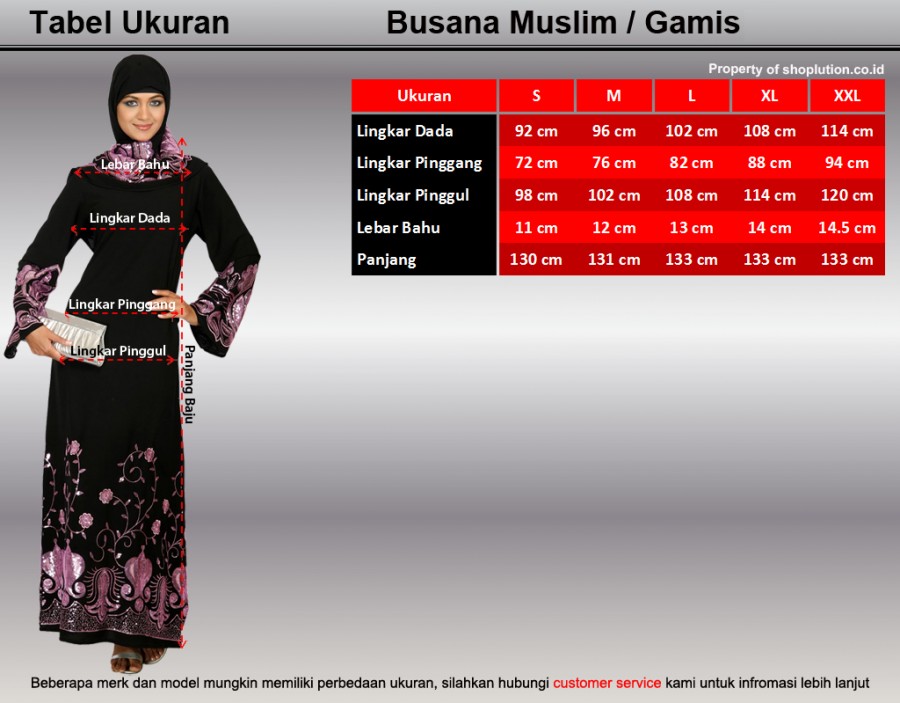 Tabel Ukuran Busana Muslim / Gamis
Property of shoplution.co.id
Ukuran S M L XL XXL
Lingkar Dada 92 cm 96 cm 102 cm 108 cm 114 cm
Lingkar Pinggang 72 cm 76 cm 82 cm 88 cm 94 cm
Lingkar Pinggul 98 cm 102 cm 108 cm 114 cm 120 cm
Lebar Bahu 11 cm 12 cm 13 cm 14 cm 14.5 cm
Panjang 130 cm 131 cm 133 cm 133 cm 133 cm
Lebar Bahu
Lingkar Dada
Lingkar Pinggang
Lingkar Pinggul
Panjang Baju
Beberapa merk dan model mungkin memiliki perbedaan ukuran, silahkan hubungi customer service kami untuk infromasi lebih lanjut